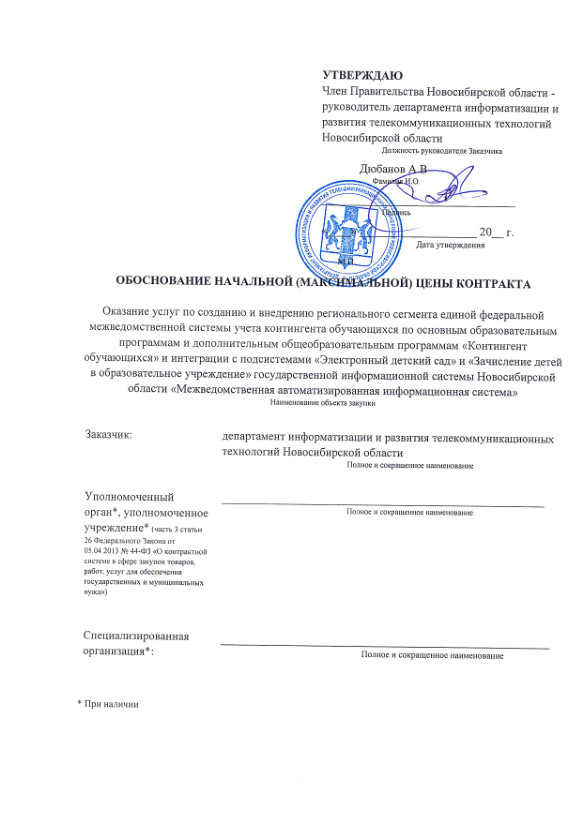 УТВЕРЖДАЮ
Член Правительства Новосибирской области -
руководитель департамента информатизации и
развития телекоммуникационных технологий
Новосибирской области
Должность руководителя Заказчика
Дюбанов А.В
Фамилия И.О.
Подпись
20__ г.
Дата утверждения
М.П.
ОБОСНОВАНИЕ НАЧАЛЬНОЙ (МАКСИМАЛЬНОЙ) ЦЕНЫ КОНТРАКТА
Оказание услуг по созданию и внедрению регионального сегмента единой федеральной
межведомственной системы учета контингента обучающихся по основным образовательным
программам и дополнительным общеобразовательным программам «Контингент
обучающихся» и интеграции с подсистемами «Электронный детский сад» и «Зачисление детей
в образовательное учреждение» государственной информационной системы Новосибирской
области «Межведомственная автоматизированная информационная система»
Наименование объекта закупки
Заказчик:
департамент информатизации и развития телекоммуникационных
технологий Новосибирской области
Полное и сокращенное наименование
Уполномоченный
орган*, уполномоченное
учреждение* (часть 3 статьи
26 Федерального Закона от
05.04.2013 № 44-ФЗ «О контрактной
системе в сфере закупок товаров,
работ, услуг для обеспечения
государственных и муниципальных
нужд»)
Полное и сокращенное наименование
Специализированная
организация*:
Полное и сокращенное наименование
* При наличии